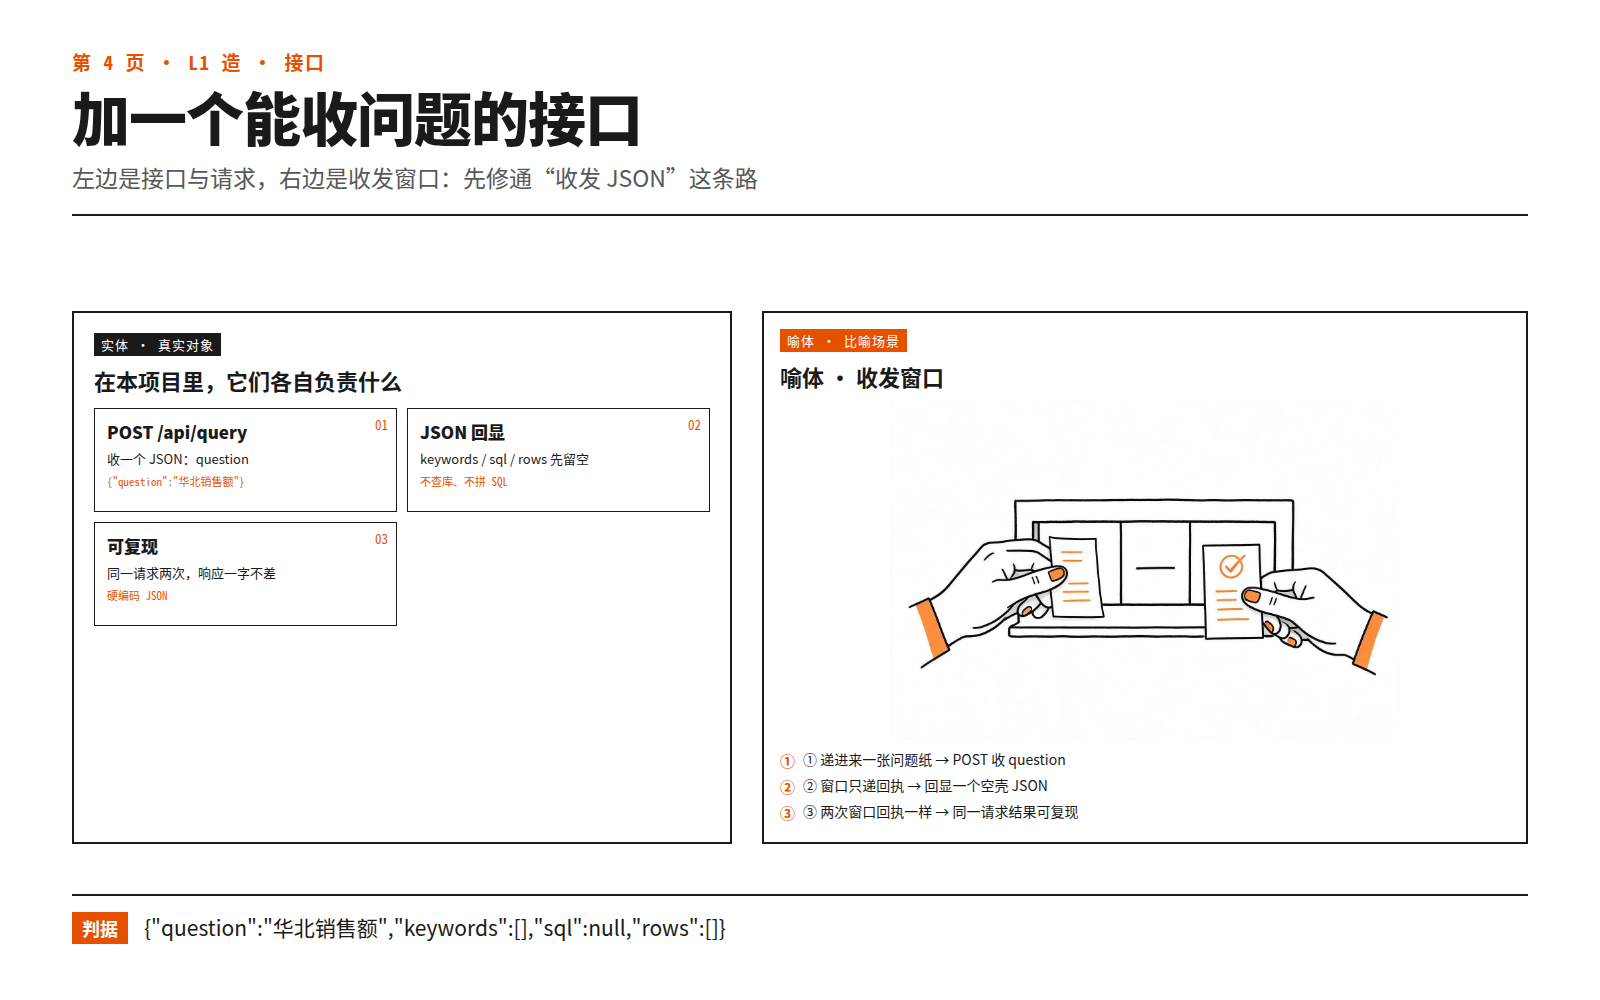 第 4 页 · L1 造 · 接口
加一个能收问题的接口
左边是接口与请求，右边是收发窗口：先修通“收发 JSON”这条路
实体 · 真实对象
在本项目里，它们各自负责什么
POST /api/query
01
收一个 JSON：question
{"question":"华北销售额"}
JSON 回显
02
keywords / sql / rows 先留空
不查库、不拼 SQL
可复现
03
同一请求两次，响应一字不差
硬编码 JSON
喻体 · 比喻场景
喻体 · 收发窗口
① ① 递进来一张问题纸 → POST 收 question
② ② 窗口只递回执 → 回显一个空壳 JSON
③ ③ 两次窗口回执一样 → 同一请求结果可复现
判据 {"question":"华北销售额","keywords":[],"sql":null,"rows":[]}